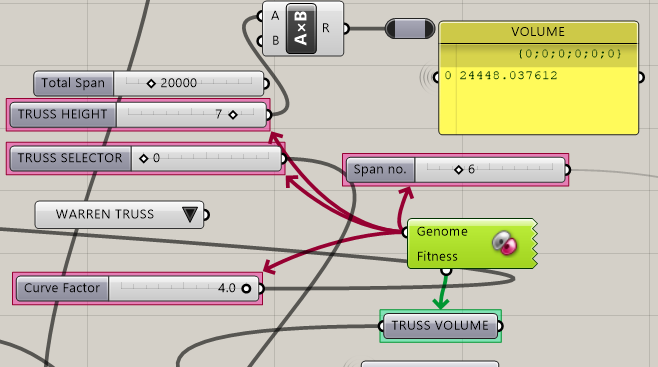 A
B
A×B
R
VOLUME
{0;0;0;0;0;0}
0 24448.037612
Total Span 20000
TRUSS HEIGHT 7
TRUSS SELECTOR 0
Span no. 6
WARREN TRUSS
Genome
Fitness
Curve Factor 4.0
TRUSS VOLUME